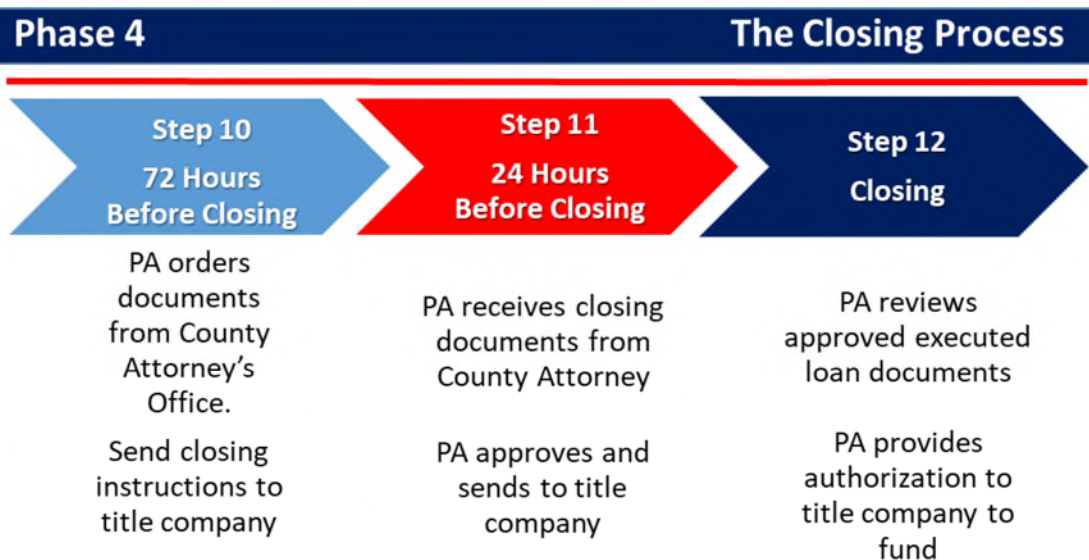 Phase 4
The Closing Process
Step 10
72 Hours
Before Closing
PA orders
documents
from County
Attorney's
Office.
Send closing
instructions to
title company
Step 11
24 Hours
Before Closing
PA receives closing
documents from
County Attorney
PA approves and
sends to title
company
Step 12
Closing
PA reviews
approved executed
loan documents
PA provides
authorization to
title company to
fund